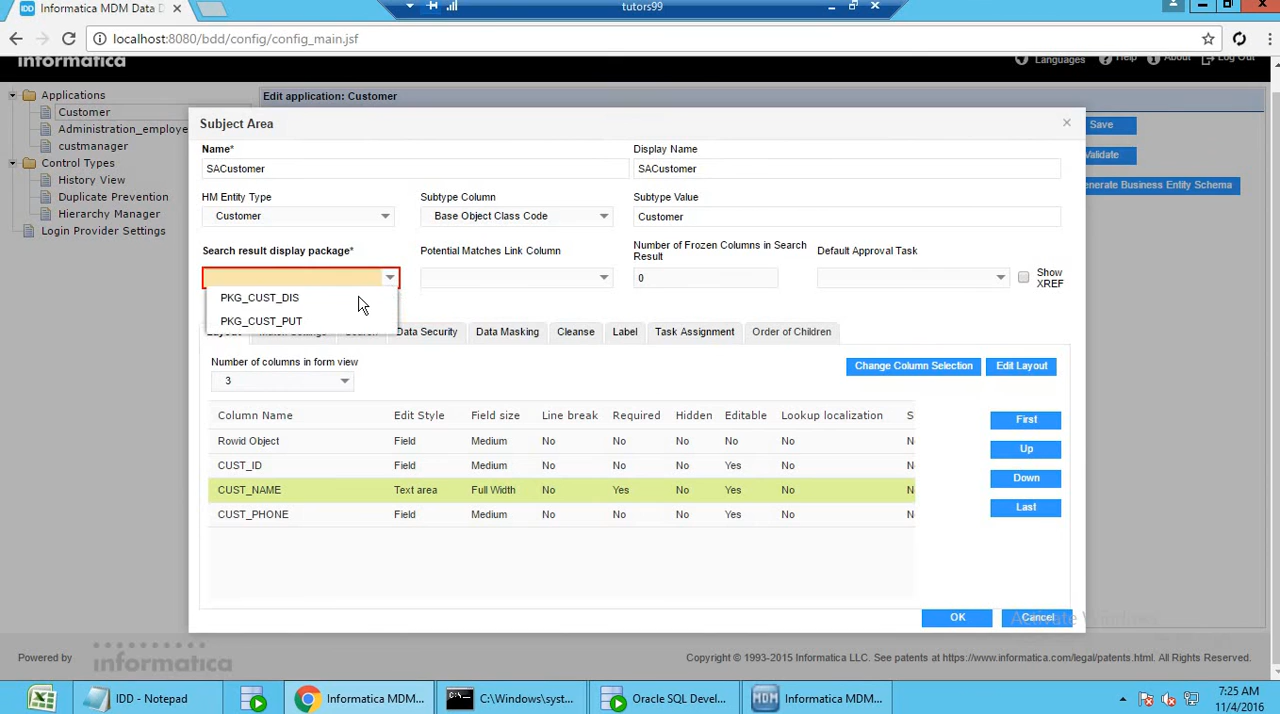 Informatica MDM Data D
tutors99
localhost:8080/bdd/config/config_main.jsf
informatica
Languages
Help
About
Log Out
Applications
Customer
Administration_employe
custmanager
Control Types
History View
Duplicate Prevention
Hierarchy Manager
Login Provider Settings
Edit application: Customer
Save
Validate
enerate Business Entity Schema
Subject Area
Name*
Display Name
SACustomer
SACustomer
HM Entity Type
Subtype Column
Subtype Value
Customer
Base Object Class Code
Customer
Search result display package*
Potential Matches Link Column
Number of Frozen Columns in Search
Result
Default Approval Task
0
Show
XREF
PKG_CUST_DIS
PKG_CUST_PUT
Data Security
Data Masking
Cleanse
Label
Task Assignment
Order of Children
Number of columns in form view
3
Change Column Selection
Edit Layout
Column Name Edit Style Field size Line break Required Hidden Editable Lookup localization S
Rowid Object Field Medium No No No No No N
CUST_ID Field Medium No No No Yes No N
CUST_NAME Text area Full Width No Yes No Yes No N
CUST_PHONE Field Medium No No No Yes No N
First
Up
Down
Last
OK
Cancel
Activate Windows
Powered by
informatica
Copyright © 1993-2015 Informatica LLC. See patents at https://www.informatica.com/legal/patents.html. All Rights Reserved.
IDD - Notepad
Informatica MDM...
C:\Windows\syst...
Oracle SQL Devel...
Informatica MDM...
7:25 AM
11/4/2016